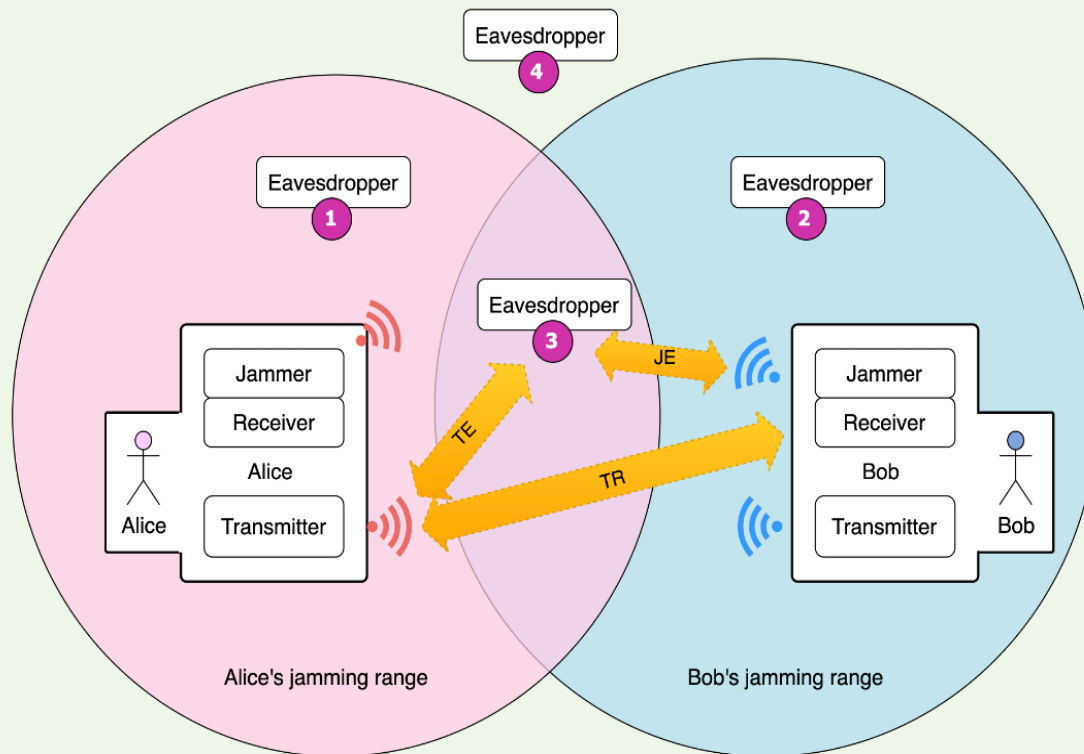 Eavesdropper
4
Eavesdropper
1
Eavesdropper
2
Eavesdropper
3
JE
TE
TR
Jammer
Receiver
Alice
Transmitter
Alice
Jammer
Receiver
Bob
Transmitter
Bob
Alice's jamming range
Bob's jamming range